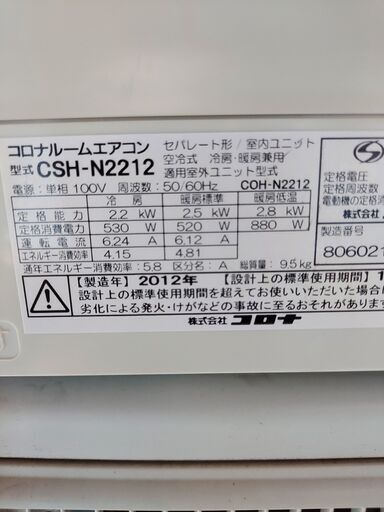 コロナルームエアコン
セパレート形/室内ユニット
型式 CSH-N2212
空冷式 冷房・暖房兼用
適用室外ユニット型式
電源:単相100V 周波数:50/60Hz
COH-N2212
冷房 暖房標準 暖房低温
定格能力 2.2 kW 2.5 kW 2.8 kW
定格消費電力 530 W 520 W 880 W
運転電流 6.24 A 6.12 A
エネルギー消費効率 4.15 4.81
通年エネルギー消費効率:5.8 区分名:A 総質量:9.5kg
【製造年】2012年 【設計上の標準使用期間】1
設計上の標準使用期間を超えてお使いいただいた場合に
劣化による発火・けがなどの事故に至るおそれがあります
株式会社 コロナ
定格電圧
定格周波数
電動機の定格消
株式
製造番号
806021